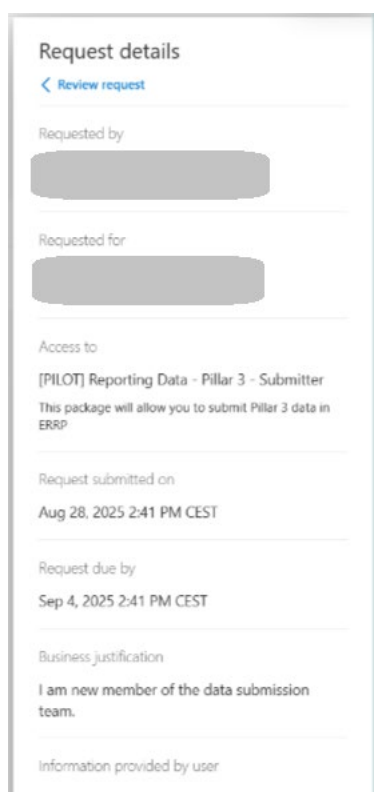 Request details
Review request
Requested by
Requested for
Access to
[PILOT] Reporting Data - Pillar 3 - Submitter
This package will allow you to submit Pillar 3 data in
ERRP
Request submitted on
Aug 28, 2025 2:41 PM CEST
Request due by
Sep 4, 2025 2:41 PM CEST
Business justification
I am new member of the data submission
team.
Information provided by user